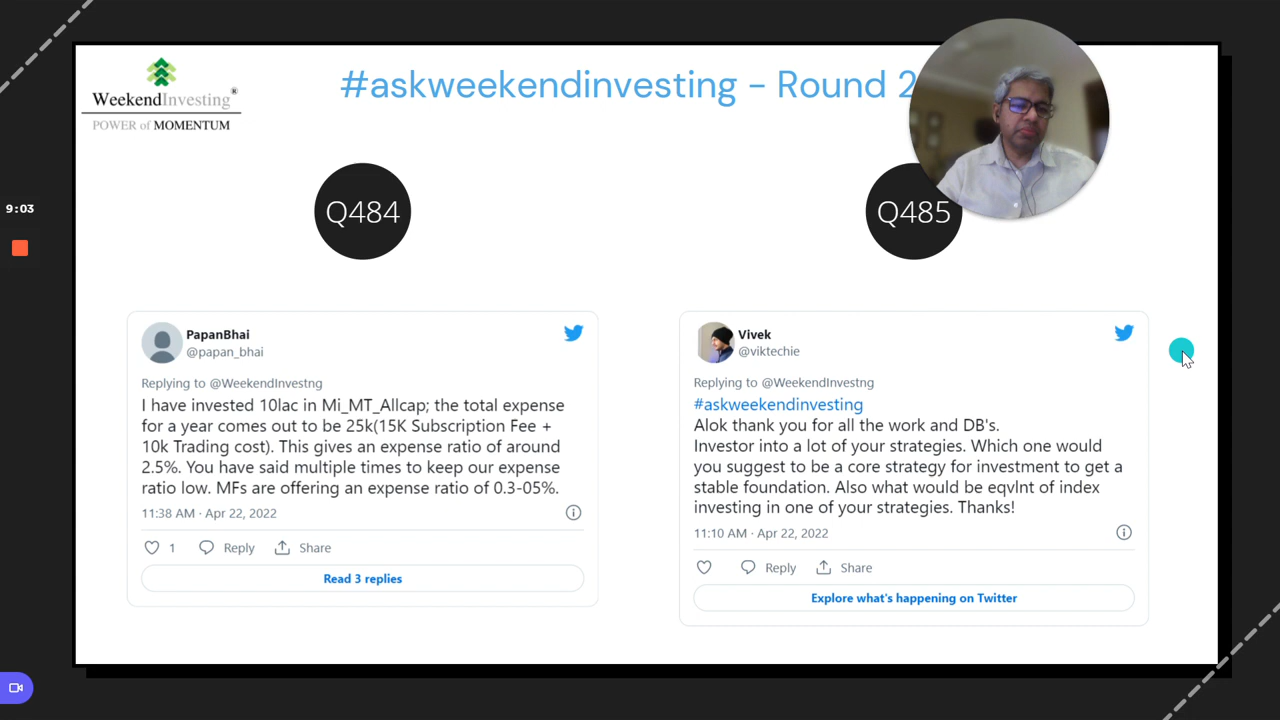 WeekendInvesting®
POWER of MOMENTUM
#askweekendinvesting – Round 2
9:03
Q484
Q485
PapanBhai
@papan_bhai
Replying to @WeekendInvestng
I have invested 10lac in Mi_MT_Allcap; the total expense
for a year comes out to be 25k(15K Subscription Fee +
10k Trading cost). This gives an expense ratio of around
2.5%. You have said multiple times to keep our expense
ratio low. MFs are offering an expense ratio of 0.3-05%.
11:38 AM · Apr 22, 2022
1 Reply Share
Read 3 replies
Vivek
@viktechie
Replying to @WeekendInvestng
#askweekendinvesting
Alok thank you for all the work and DB's.
Investor into a lot of your strategies. Which one would
you suggest to be a core strategy for investment to get a
stable foundation. Also what would be eqvlnt of index
investing in one of your strategies. Thanks!
11:10 AM · Apr 22, 2022
Reply Share
Explore what's happening on Twitter